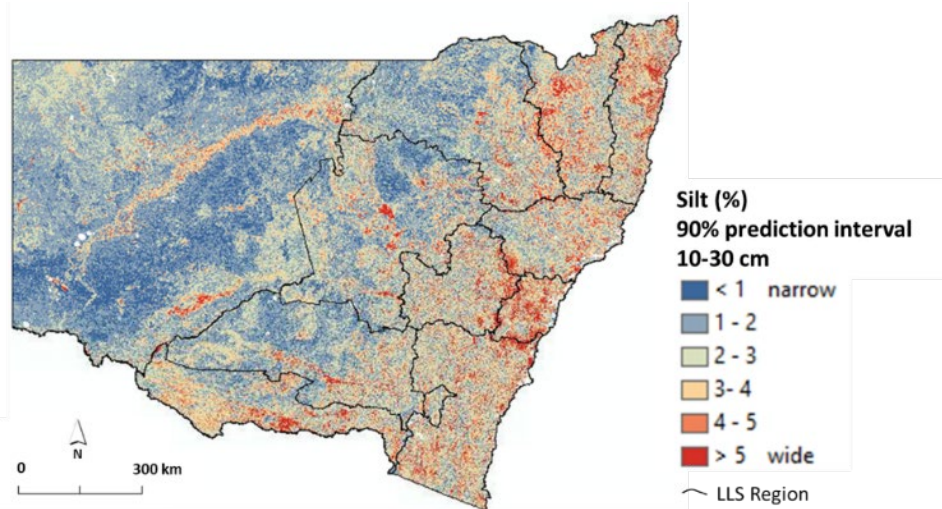 Silt (%)
90% prediction interval
10-30 cm
< 1 narrow
1 - 2
2 - 3
3- 4
4 - 5
> 5 wide
LLS Region
N
0 300 km